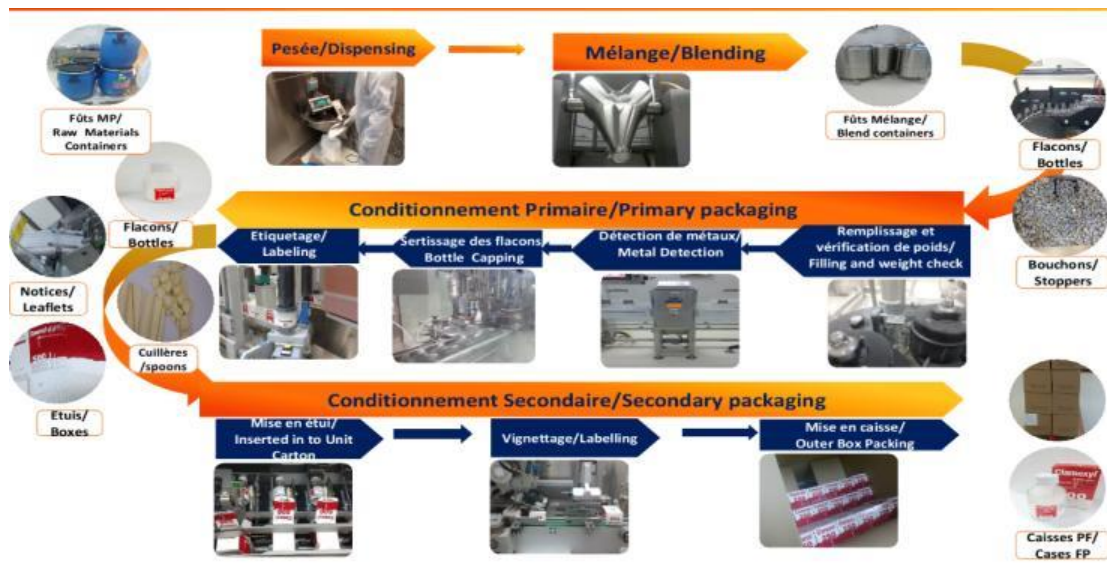 Pesée/Dispensing
Mélange/Blending
Fûts MP/
Raw Materials
Containers
Fûts Mélange/
Blend containers
Flacons/
Bottles
Conditionnement Primaire/Primary packaging
Flacons/
Bottles
Etiquetage/
Labeling
Sertissage des flacons/
Bottle Capping
Détection de métaux/
Metal Detection
Remplissage et
vérification de poids/
Filling and weight check
Bouchons/
Stoppers
Notices/
Leaflets
Cuillères
/spoons
Etuis/
Boxes
Conditionnement Secondaire/Secondary packaging
Mise en étui/
Inserted in to Unit
Carton
Vignettage/Labelling
Mise en caisse/
Outer Box Packing
Clamoxyl
Caisses PF/
Cases FP